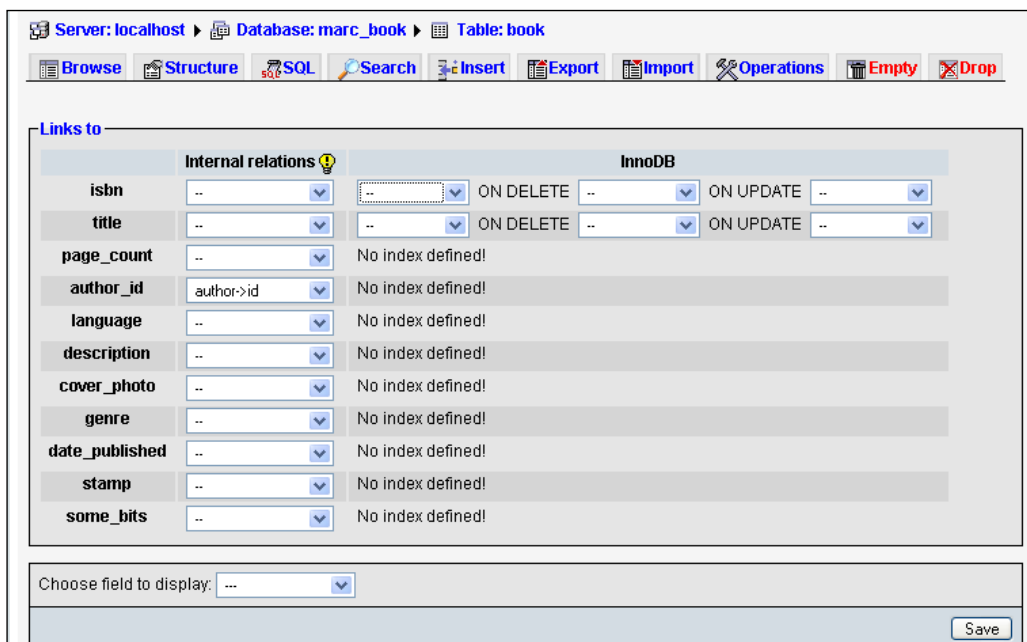 Server: localhost Database: marc_book Table: book
Browse Structure SQL Search Insert Export Import Operations Empty Drop
Links to
Internal relations InnoDB
isbn -- -- ON DELETE -- ON UPDATE --
title -- -- ON DELETE -- ON UPDATE --
page_count -- No index defined!
author_id author->id No index defined!
language -- No index defined!
description -- No index defined!
cover_photo -- No index defined!
genre -- No index defined!
date_published -- No index defined!
stamp -- No index defined!
some_bits -- No index defined!
Choose field to display: ---
Save